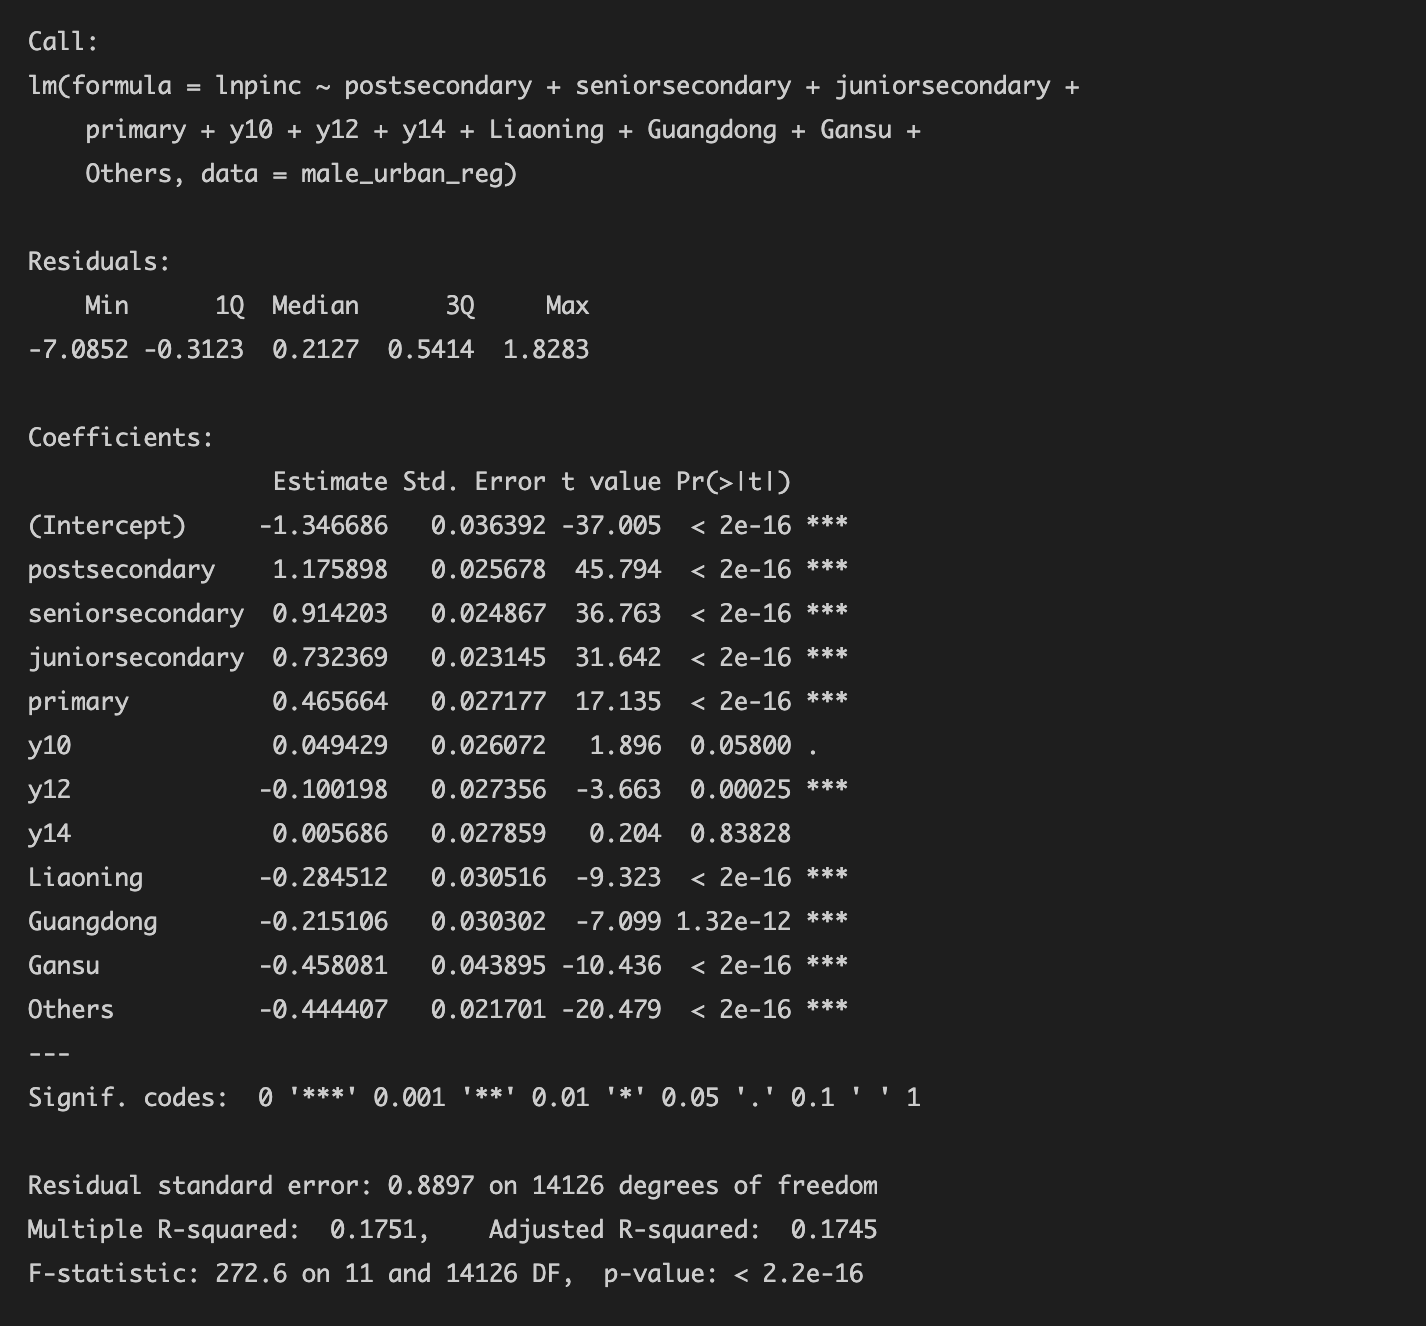 Call:
lm(formula = lnpinc ~ postsecondary + seniorsecondary + juniorsecondary +
    primary + y10 + y12 + y14 + Liaoning + Guangdong + Gansu +
    Others, data = male_urban_reg)

Residuals:
    Min      1Q  Median      3Q     Max
-7.0852 -0.3123  0.2127  0.5414  1.8283

Coefficients:
                 Estimate Std. Error t value Pr(>|t|)
(Intercept)     -1.346686   0.036392 -37.005  < 2e-16 ***
postsecondary    1.175898   0.025678  45.794  < 2e-16 ***
seniorsecondary  0.914203   0.024867  36.763  < 2e-16 ***
juniorsecondary  0.732369   0.023145  31.642  < 2e-16 ***
primary          0.465664   0.027177  17.135  < 2e-16 ***
y10              0.049429   0.026072   1.896  0.05800 .
y12             -0.100198   0.027356  -3.663  0.00025 ***
y14              0.005686   0.027859   0.204  0.83828
Liaoning        -0.284512   0.030516  -9.323  < 2e-16 ***
Guangdong       -0.215106   0.030302  -7.099 1.32e-12 ***
Gansu           -0.458081   0.043895 -10.436  < 2e-16 ***
Others          -0.444407   0.021701 -20.479  < 2e-16 ***
---
Signif. codes:  0 '***' 0.001 '**' 0.01 '*' 0.05 '.' 0.1 ' ' 1

Residual standard error: 0.8897 on 14126 degrees of freedom
Multiple R-squared:  0.1751,    Adjusted R-squared:  0.1745
F-statistic: 272.6 on 11 and 14126 DF,  p-value: < 2.2e-16